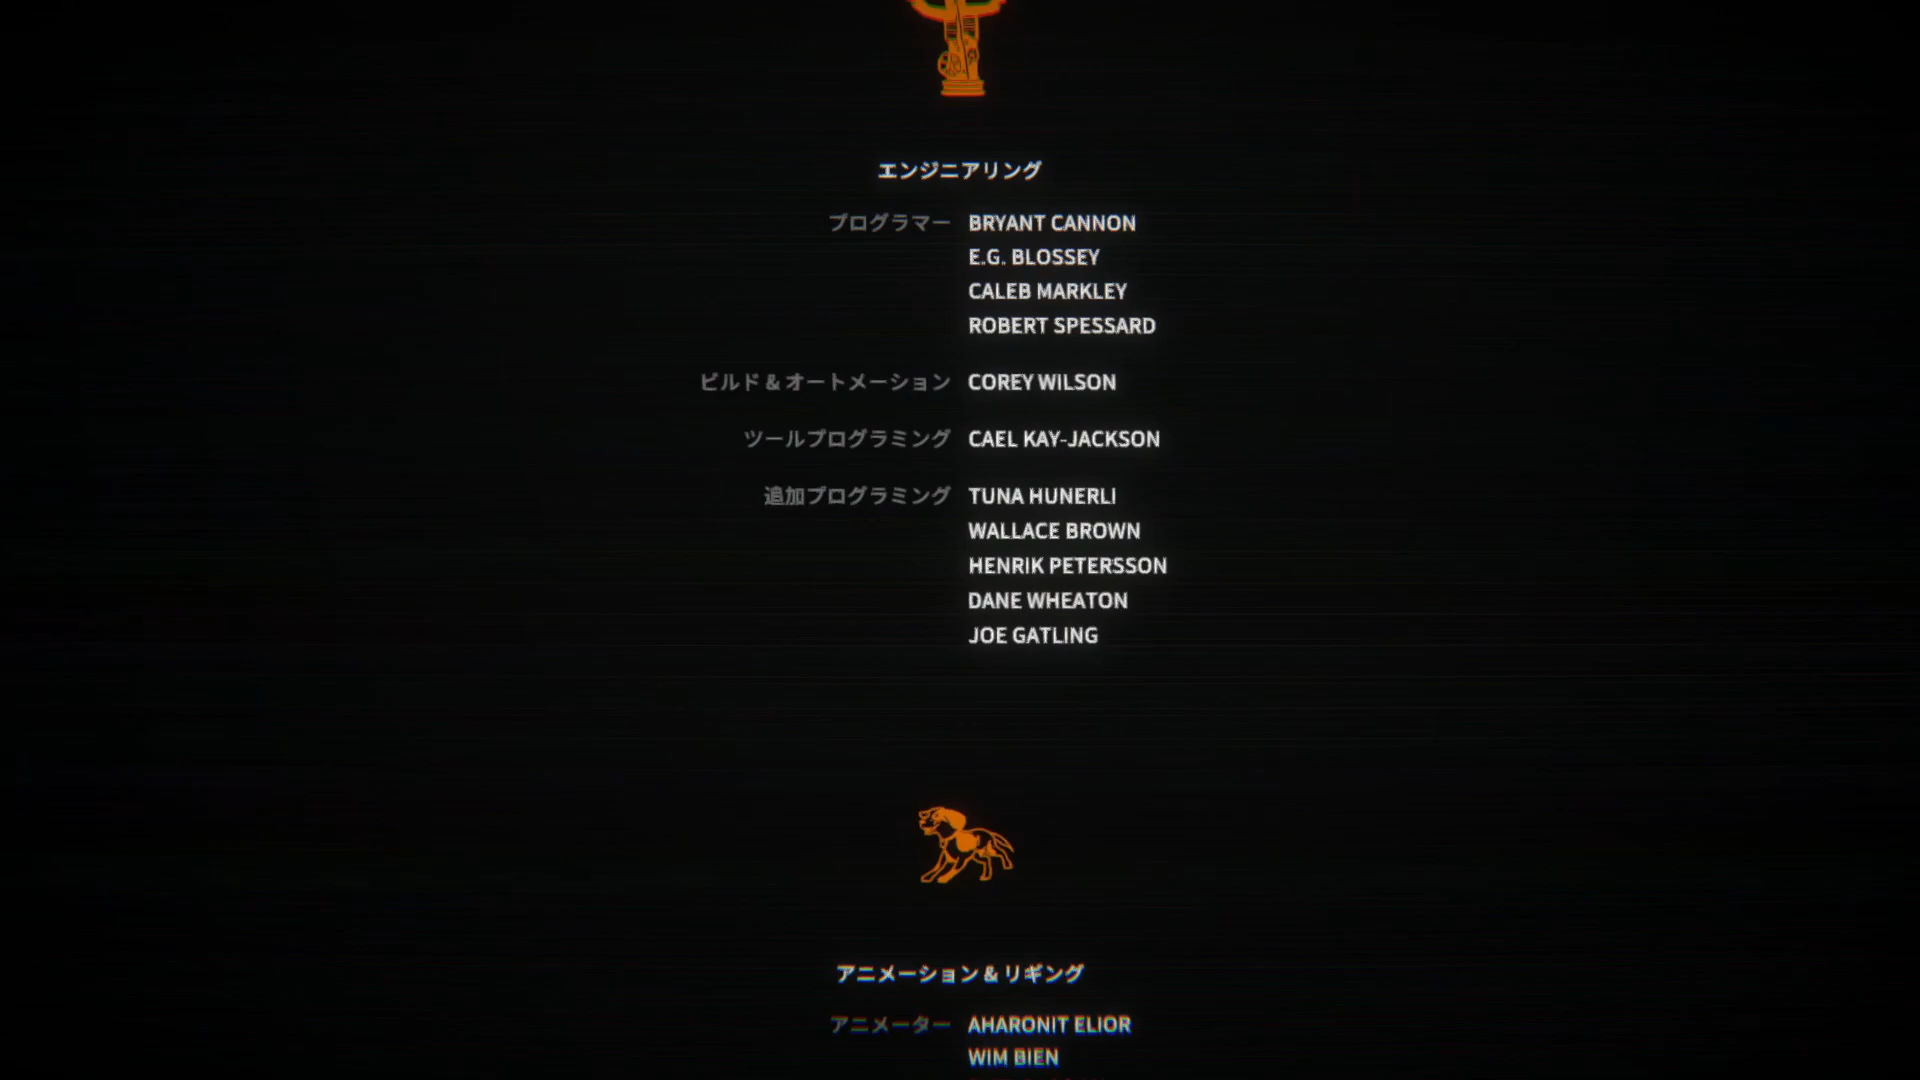 エンジニアリング
プログラマー BRYANT CANNON
E.G. BLOSSEY
CALEB MARKLEY
ROBERT SPESSARD
ビルド & オートメーション COREY WILSON
ツールプログラミング CAEL KAY-JACKSON
追加プログラミング TUNA HUNERLI
WALLACE BROWN
HENRIK PETERSSON
DANE WHEATON
JOE GATLING
アニメーション & リギング
アニメーター AHARONIT ELIOR
WIM BIEN